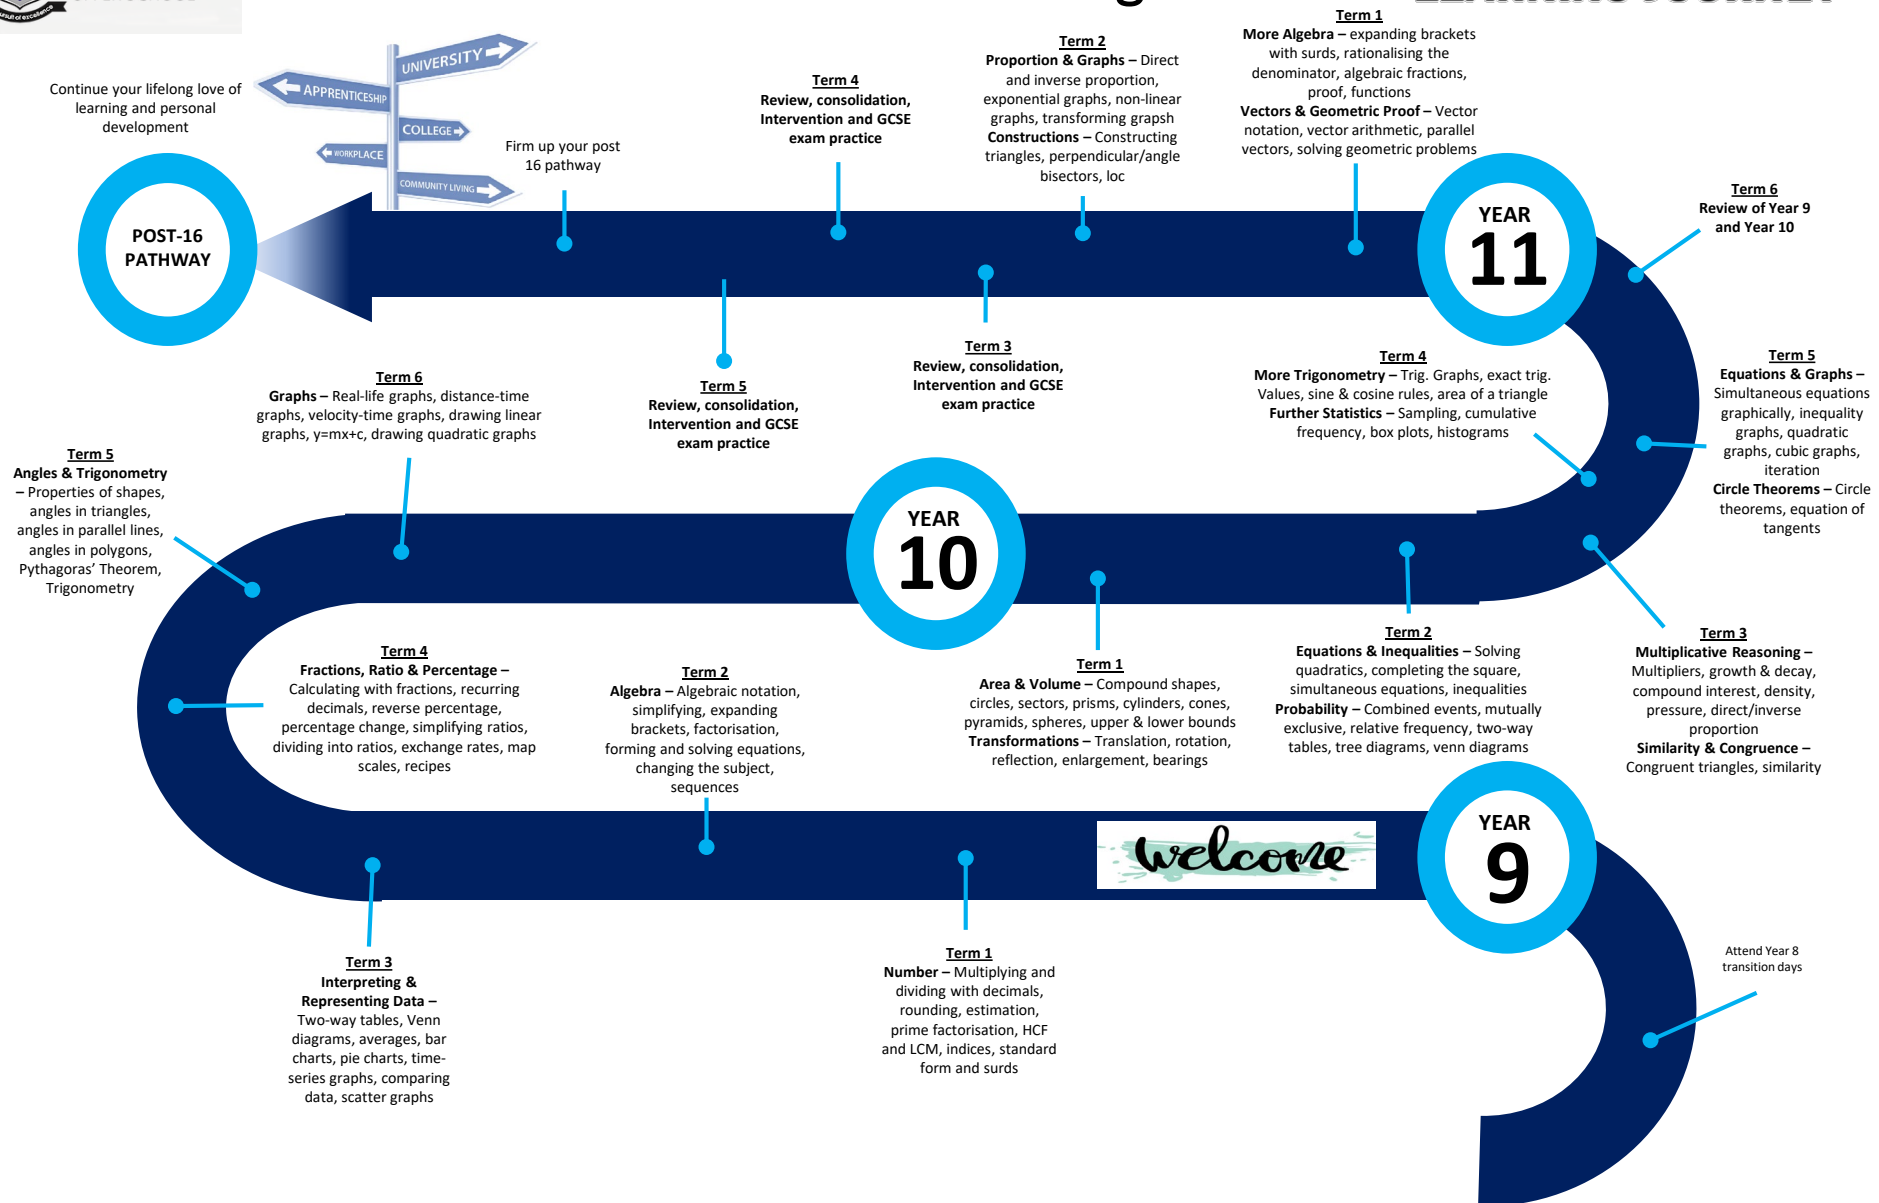 Pursuit of excellence
Continue your lifelong love of
learning and personal
development
UNIVERSITY
APPRENTICESHIP
COLLEGE
WORKPLACE
COMMUNITY LIVING
Firm up your post
16 pathway
Term 4
Review, consolidation,
Intervention and GCSE
exam practice
Term 2
Proportion & Graphs – Direct
and inverse proportion,
exponential graphs, non-linear
graphs, transforming grapsh
Constructions – Constructing
triangles, perpendicular/angle
bisectors, loc
Term 1
More Algebra – expanding brackets
with surds, rationalising the
denominator, algebraic fractions,
proof, functions
Vectors & Geometric Proof – Vector
notation, vector arithmetic, parallel
vectors, solving geometric problems
Term 6
Review of Year 9
and Year 10
POST-16
PATHWAY
YEAR
11
Term 3
Review, consolidation,
Intervention and GCSE
exam practice
Term 5
Review, consolidation,
Intervention and GCSE
exam practice
Term 4
More Trigonometry – Trig. Graphs, exact trig.
Values, sine & cosine rules, area of a triangle
Further Statistics – Sampling, cumulative
frequency, box plots, histograms
Term 5
Equations & Graphs –
Simultaneous equations
graphically, inequality
graphs, quadratic
graphs, cubic graphs,
iteration
Circle Theorems – Circle
theorems, equation of
tangents
Term 6
Graphs – Real-life graphs, distance-time
graphs, velocity-time graphs, drawing linear
graphs, y=mx+c, drawing quadratic graphs
Term 5
Angles & Trigonometry
– Properties of shapes,
angles in triangles,
angles in parallel lines,
angles in polygons,
Pythagoras’ Theorem,
Trigonometry
YEAR
10
Term 4
Fractions, Ratio & Percentage –
Calculating with fractions, recurring
decimals, reverse percentage,
percentage change, simplifying ratios,
dividing into ratios, exchange rates, map
scales, recipes
Term 2
Algebra – Algebraic notation,
simplifying, expanding
brackets, factorisation,
forming and solving equations,
changing the subject,
sequences
Term 1
Area & Volume – Compound shapes,
circles, sectors, prisms, cylinders, cones,
pyramids, spheres, upper & lower bounds
Transformations – Translation, rotation,
reflection, enlargement, bearings
Term 2
Equations & Inequalities – Solving
quadratics, completing the square,
simultaneous equations, inequalities
Probability – Combined events, mutually
exclusive, relative frequency, two-way
tables, tree diagrams, venn diagrams
Term 3
Multiplicative Reasoning –
Multipliers, growth & decay,
compound interest, density,
pressure, direct/inverse
proportion
Similarity & Congruence –
Congruent triangles, similarity
welcome
YEAR
9
Term 3
Interpreting &
Representing Data –
Two-way tables, Venn
diagrams, averages, bar
charts, pie charts, time-
series graphs, comparing
data, scatter graphs
Term 1
Number – Multiplying and
dividing with decimals,
rounding, estimation,
prime factorisation, HCF
and LCM, indices, standard
form and surds
Attend Year 8
transition days